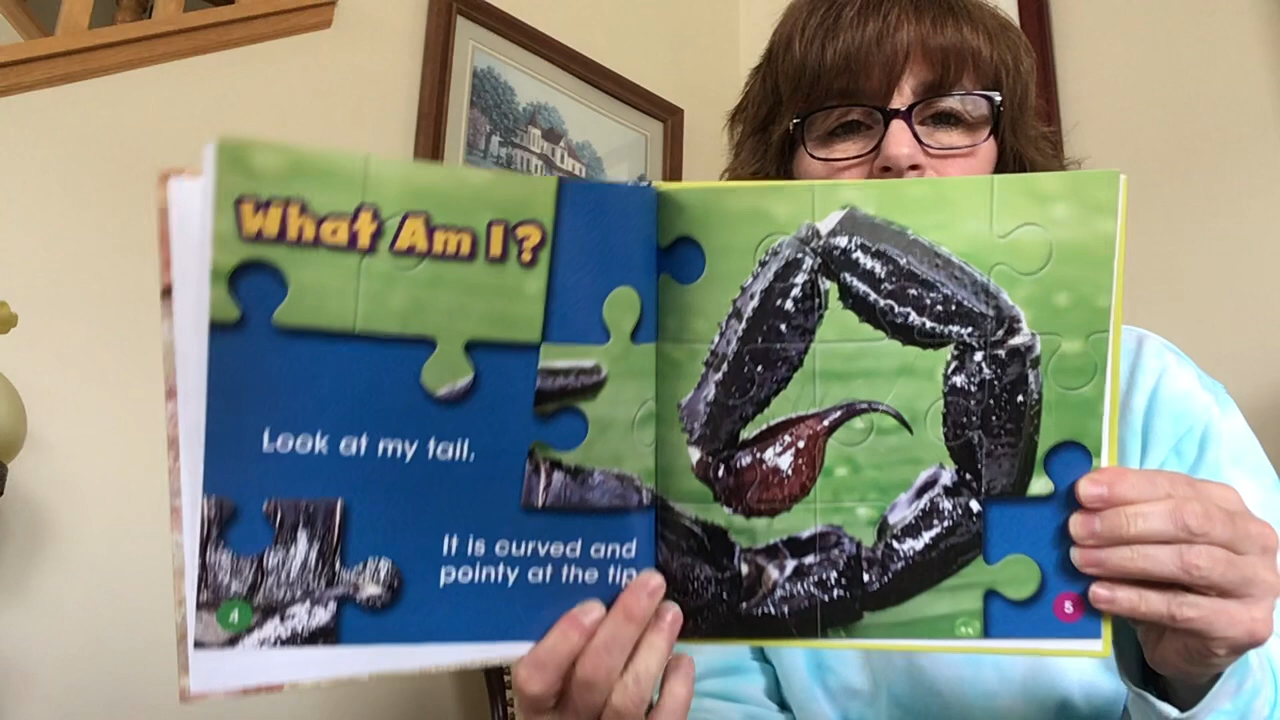 What Am I?
Look at my tail.
It is curved and
pointy at the tip.
4
5